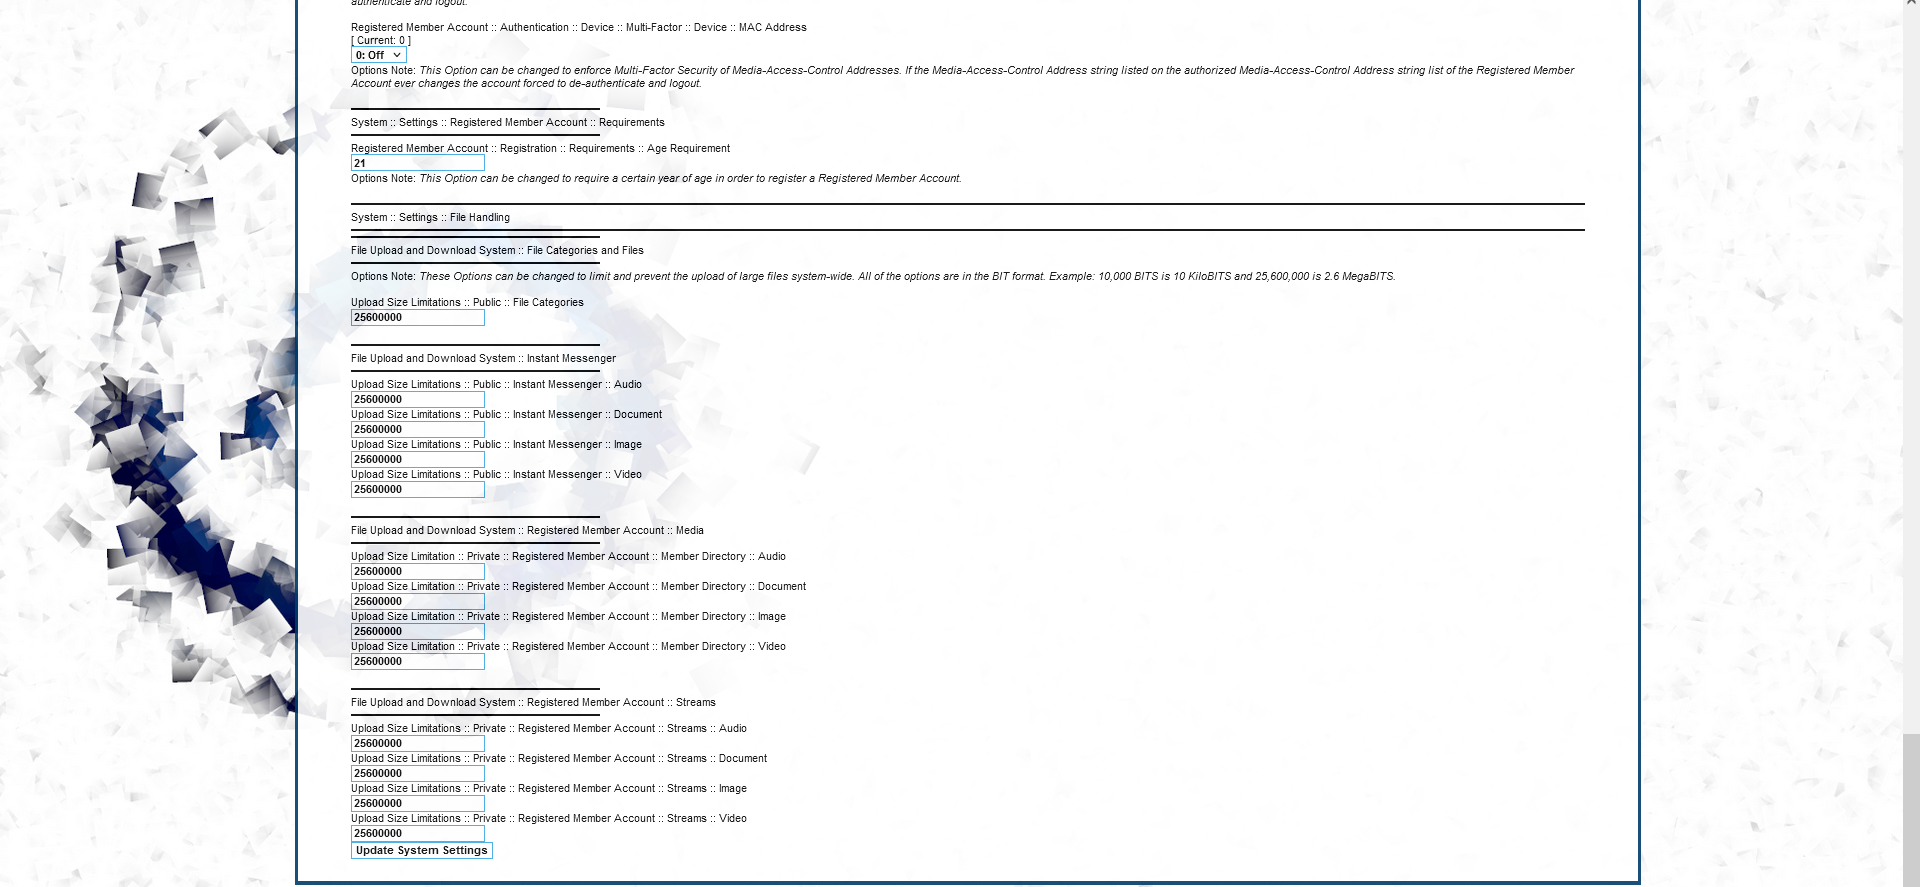 authenticate and logout.
Registered Member Account :: Authentication :: Device :: Multi-Factor :: Device :: MAC Address
[ Current: 0 ]
0: Off
Options Note: This Option can be changed to enforce Multi-Factor Security of Media-Access-Control Addresses. If the Media-Access-Control Address string listed on the authorized Media-Access-Control Address string list of the Registered Member
Account ever changes the account forced to de-authenticate and logout.
System :: Settings :: Registered Member Account :: Requirements
Registered Member Account :: Registration :: Requirements :: Age Requirement
21
Options Note: This Option can be changed to require a certain year of age in order to register a Registered Member Account.
System :: Settings :: File Handling
File Upload and Download System :: File Categories and Files
Options Note: These Options can be changed to limit and prevent the upload of large files system-wide. All of the options are in the BIT format. Example: 10,000 BITS is 10 KiloBITS and 25,600,000 is 2.6 MegaBITS.
Upload Size Limitations :: Public :: File Categories
25600000
File Upload and Download System :: Instant Messenger
Upload Size Limitations :: Public :: Instant Messenger :: Audio
25600000
Upload Size Limitations :: Public :: Instant Messenger :: Document
25600000
Upload Size Limitations :: Public :: Instant Messenger :: Image
25600000
Upload Size Limitations :: Public :: Instant Messenger :: Video
25600000
File Upload and Download System :: Registered Member Account :: Media
Upload Size Limitation :: Private :: Registered Member Account :: Member Directory :: Audio
25600000
Upload Size Limitation :: Private :: Registered Member Account :: Member Directory :: Document
25600000
Upload Size Limitation :: Private :: Registered Member Account :: Member Directory :: Image
25600000
Upload Size Limitation :: Private :: Registered Member Account :: Member Directory :: Video
25600000
File Upload and Download System :: Registered Member Account :: Streams
Upload Size Limitations :: Private :: Registered Member Account :: Streams :: Audio
25600000
Upload Size Limitations :: Private :: Registered Member Account :: Streams :: Document
25600000
Upload Size Limitations :: Private :: Registered Member Account :: Streams :: Image
25600000
Upload Size Limitations :: Private :: Registered Member Account :: Streams :: Video
25600000
Update System Settings